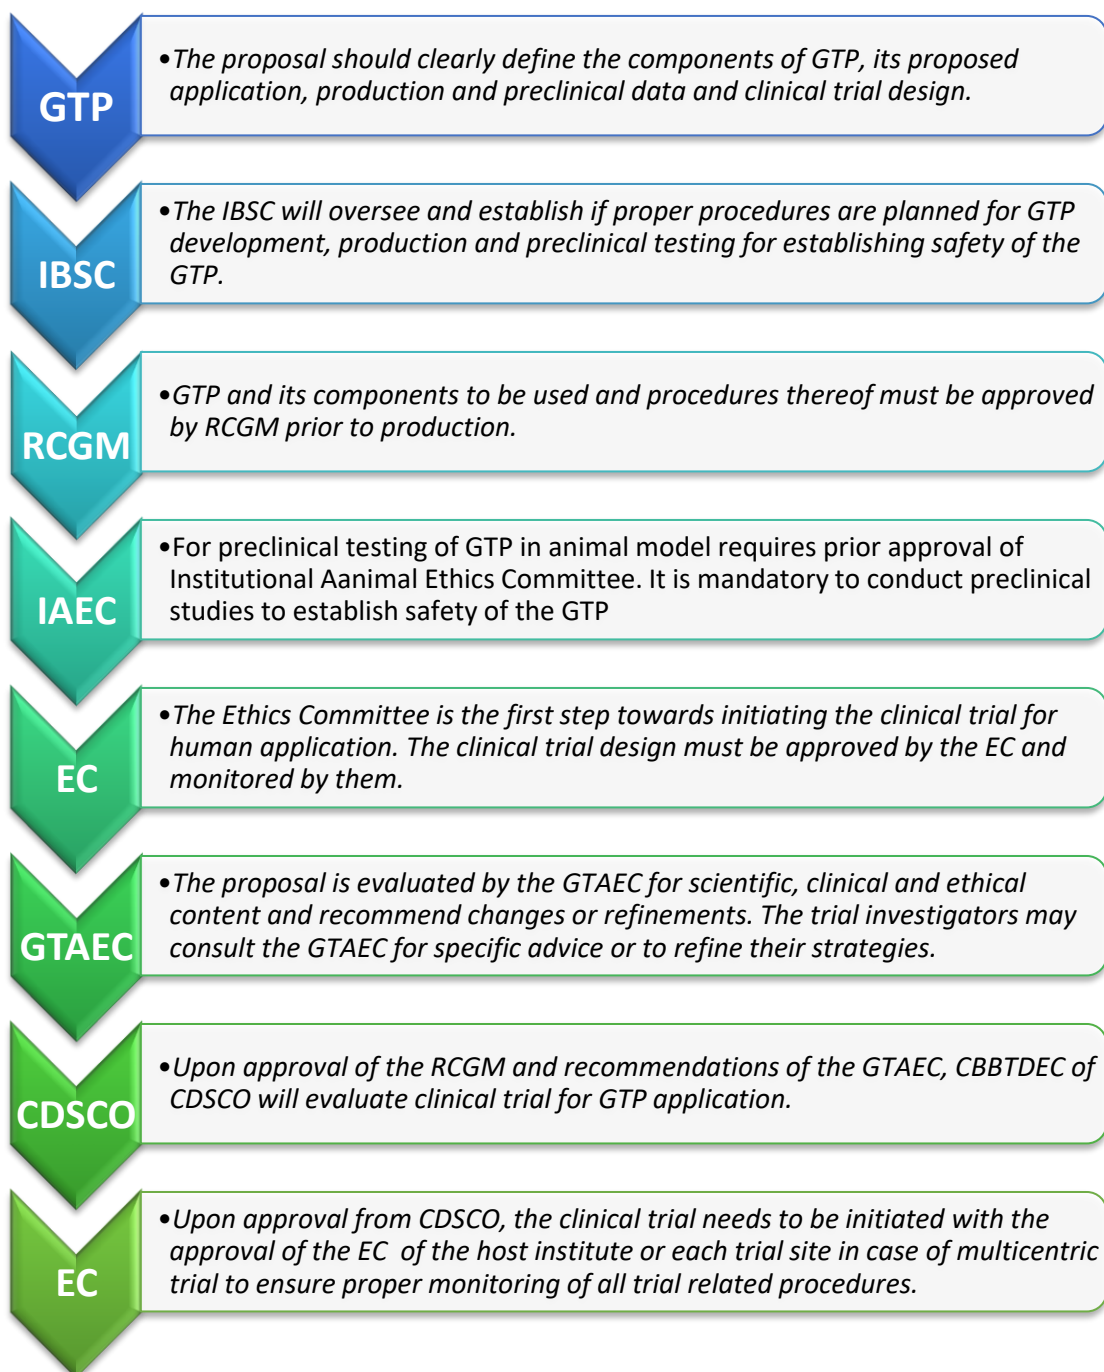 GTP
•The proposal should clearly define the components of GTP, its proposed
application, production and preclinical data and clinical trial design.
IBSC
•The IBSC will oversee and establish if proper procedures are planned for GTP
development, production and preclinical testing for establishing safety of the
GTP.
RCGM
•GTP and its components to be used and procedures thereof must be approved
by RCGM prior to production.
IAEC
•For preclinical testing of GTP in animal model requires prior approval of
Institutional Aanimal Ethics Committee. It is mandatory to conduct preclinical
studies to establish safety of the GTP
EC
•The Ethics Committee is the first step towards initiating the clinical trial for
human application. The clinical trial design must be approved by the EC and
monitored by them.
GTAEC
•The proposal is evaluated by the GTAEC for scientific, clinical and ethical
content and recommend changes or refinements. The trial investigators may
consult the GTAEC for specific advice or to refine their strategies.
CDSCO
•Upon approval of the RCGM and recommendations of the GTAEC, CBBTDEC of
CDSCO will evaluate clinical trial for GTP application.
EC
•Upon approval from CDSCO, the clinical trial needs to be initiated with the
approval of the EC of the host institute or each trial site in case of multicentric
trial to ensure proper monitoring of all trial related procedures.